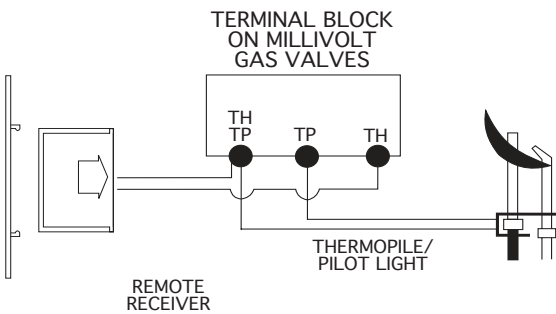 TERMINAL BLOCK
ON MILLIVOLT
GAS VALVES
TH
TP
TP
TH
THERMOPILE/
PILOT LIGHT
REMOTE
RECEIVER